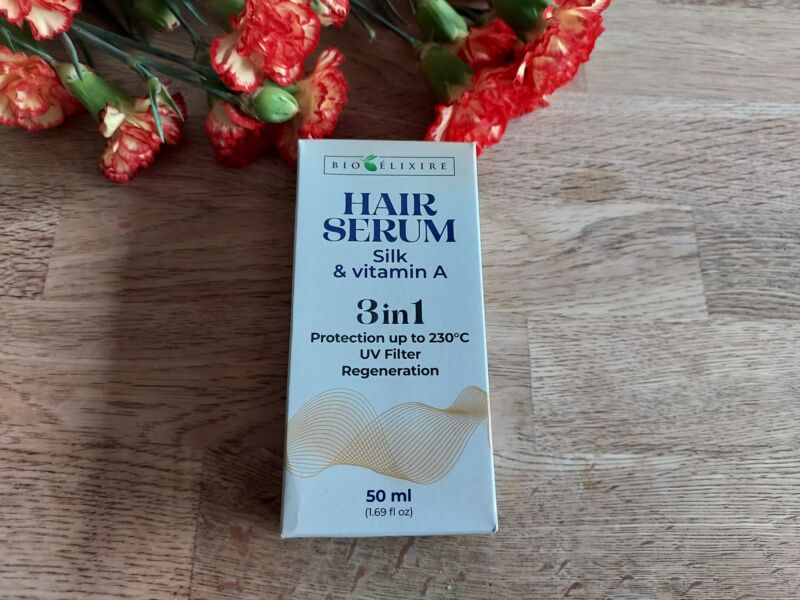 BIO ÉLIXIRE
HAIR
SERUM
Silk
& vitamin A
3in1
Protection up to 230°C
UV Filter
Regeneration
50 ml
(1.69 fl oz)